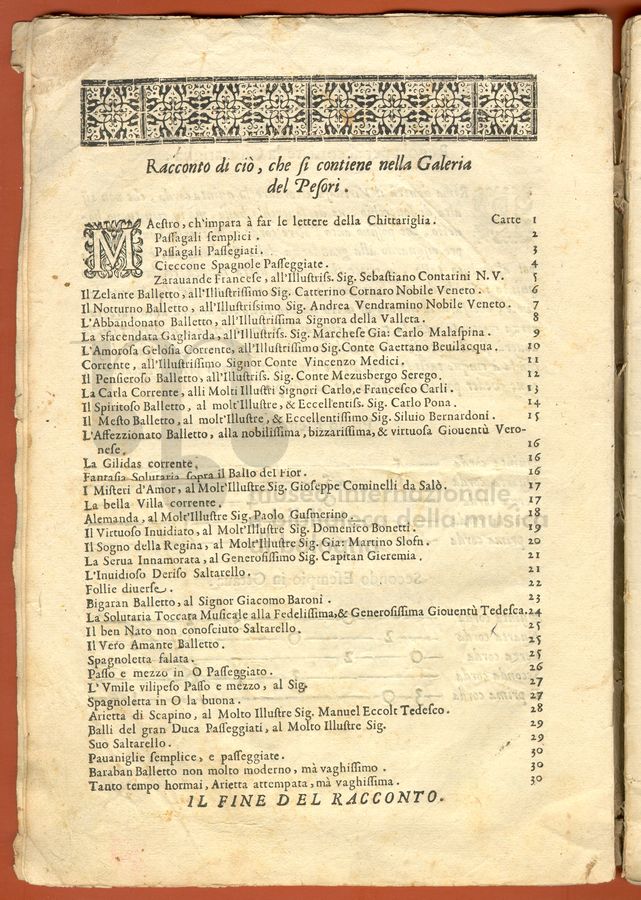 Racconto di ciò, che ſi contiene nella Galeria
del Peſori.
MAeſtro, ch'impara à far le lettere della Chittariglia. Carte 1
Paſſagali ſemplici. 2
Paſſagali Paſſegiati. 3
Cieccone Spagnole Paſſeggiate. 4
Zarauande Franceſe, all'Illuſtriſs. Sig. Sebaſtiano Contarini N. V. 5
Il Zelante Balletto, all'Illuſtriſſimo Sig. Catterino Cornaro Nobile Veneto. 6
Il Notturno Balletto, all'Illuſtriſsimo Sig. Andrea Vendramino Nobile Veneto. 7
L'Abbandonato Balletto, all'Illuſtriſſima Signora della Valleta. 8
La sfacendata Gagliarda, all'Illuſtriſs. Sig. Marcheſe Gia: Carlo Malaſpina. 9
L'Amoroſa Geloſia Corrente, all'Illuſtriſſimo Sig. Conte Gaettano Beuilacqua. 10
Corrente, all'Illuſtriſſimo Signor Conte Vincenzo Medici. 11
Il Penſieroſo Balletto, all'Illuſtriſs. Sig. Conte Mezusbergo Serego. 12
La Carla Corrente, alli Molti Illuſtri Signori Carlo, e Franceſco Carli. 13
Il Spiritoſo Balletto, al moltˈIlluſtre, & Eccellentiſs. Sig. Carlo Pona. 14
Il Meſto Balletto, al molt'Illuſtre, & Eccellentiſſimo Sig. Siluio Bernardoni. 15
L'Affezzionato Balletto, alla nobiliſſima, bizzariſſima, & virtuoſa Giouentù Vero-
neſe. 16
La Gilidas corrente. 16
Fantaſia Solutaria ſopra il Ballo del Fior. 16
I Miſteri d'Amor, al Molt'Illuſtre Sig. Gioſeppe Cominelli da Salò. 17
La bella Villa corrente. 17
Alemanda, al Molt'Illuſtre Sig. Paolo Guſmerino. 18
Il Virtuoſo Inuidiato, al Molt'Illuſtre Sig. Domenico Bonetti. 19
Il Sogno della Regina, al Molt'Illuſtre Sig. Gia: Martino Slofn. 20
La Serua Innamorata, al Generoſiſſimo Sig. Capitan Gieremia. 21
L'Inuidioſo Deriſo Saltarello. 21
Follie diuerſe. 22
Bigaran Balletto, al Signor Giacomo Baroni. 23
La Solutaria Toccata Muſicale alla Fedeliſſima, & Generoſiſſima Giouentù Tedeſca. 24
Il ben Nato non conoſciuto Saltarello. 25
Il Vero Amante Balletto. 25
Spagnoletta falata. 25
Paſſo e mezzo in O Paſſeggiato. 26
L'Vmile vilipeſo Paſſo e mezzo, al Sig. 27
Spagnoletta in O la buona. 27
Arietta di Scapino, al Molto Illuſtre Sig. Manuel Eccolt Tedeſco. 28
Balli del gran Duca Paſſeggiati, al Molto Illuſtre Sig. 29
Suo Saltarello. 29
Pauaniglie ſemplice, e paſſeggiate. 30
Baraban Balletto non molto moderno, mà vaghiſſimo. 30
Tanto tempo hormai, Arietta attempata, mà vaghiſſima. 30
IL FINE DEL RACCONTO.
museo internazionale
e biblioteca della musica